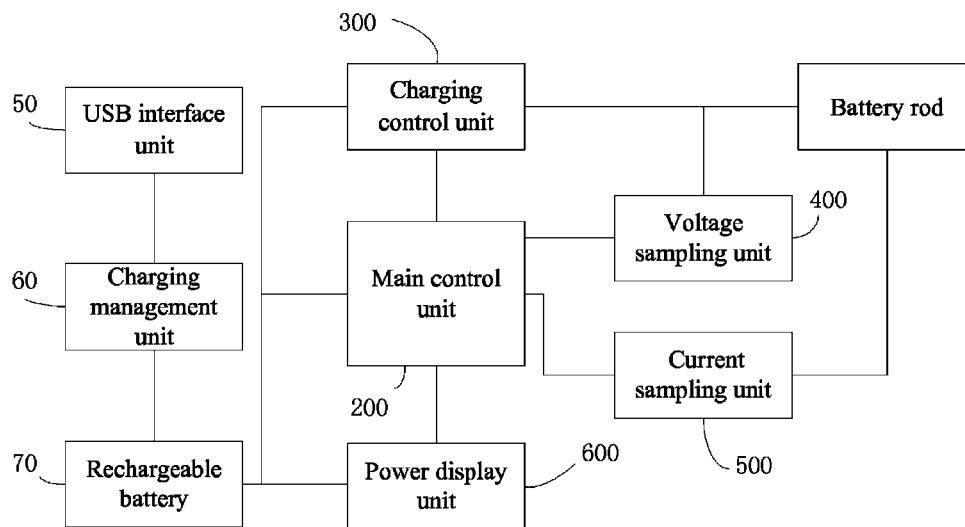 300
50
USB interface
unit
Charging
control unit
Battery rod
400
Voltage
sampling unit
60
Charging
management
unit
Main control
unit
200
Current
sampling unit
500
70
Rechargeable
battery
Power display
unit
600